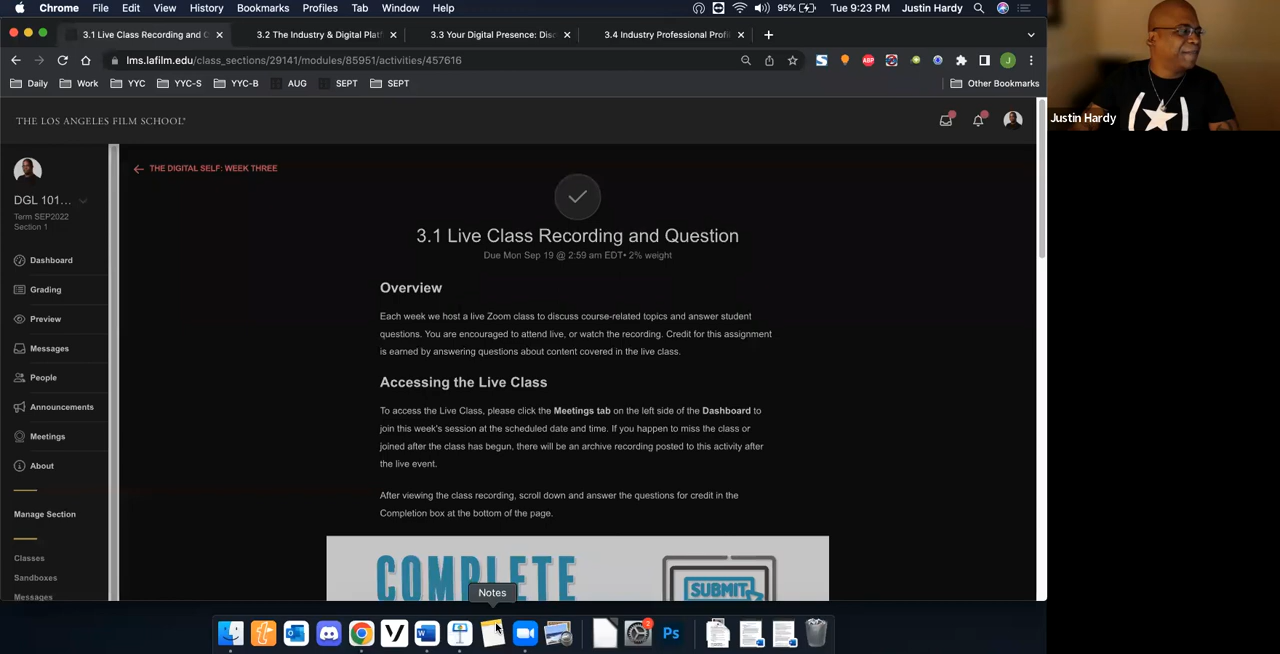 Chrome File Edit View History Bookmarks Profiles Tab Window Help 95% Tue 9:23 PM Justin Hardy
3.1 Live Class Recording and Q 3.2 The Industry & Digital Plat 3.3 Your Digital Presence: Disc 3.4 Industry Professional Profi
lms.lafilm.edu/class_sections/29141/modules/85951/activities/457616
Daily Work YYC YYC-S YYC-B AUG SEPT SEPT Other Bookmarks
Justin Hardy
THE LOS ANGELES FILM SCHOOL®
THE DIGITAL SELF: WEEK THREE
DGL 101...
Term SEP2022
Section 1
3.1 Live Class Recording and Question
Due Mon Sep 19 @ 2:59 am EDT• 2% weight
Dashboard
Grading
Preview
Messages
People
Announcements
Meetings
About
Manage Section
Classes
Sandboxes
Messages
Overview
Each week we host a live Zoom class to discuss course-related topics and answer student
questions. You are encouraged to attend live, or watch the recording. Credit for this assignment
is earned by answering questions about content covered in the live class.
Accessing the Live Class
To access the Live Class, please click the Meetings tab on the left side of the Dashboard to
join this week's session at the scheduled date and time. If you happen to miss the class or
joined after the class has begun, there will be an archive recording posted to this activity after
the live event.
After viewing the class recording, scroll down and answer the questions for credit in the
Completion box at the bottom of the page.
COMPLETE
SUBMIT
Notes
Ps